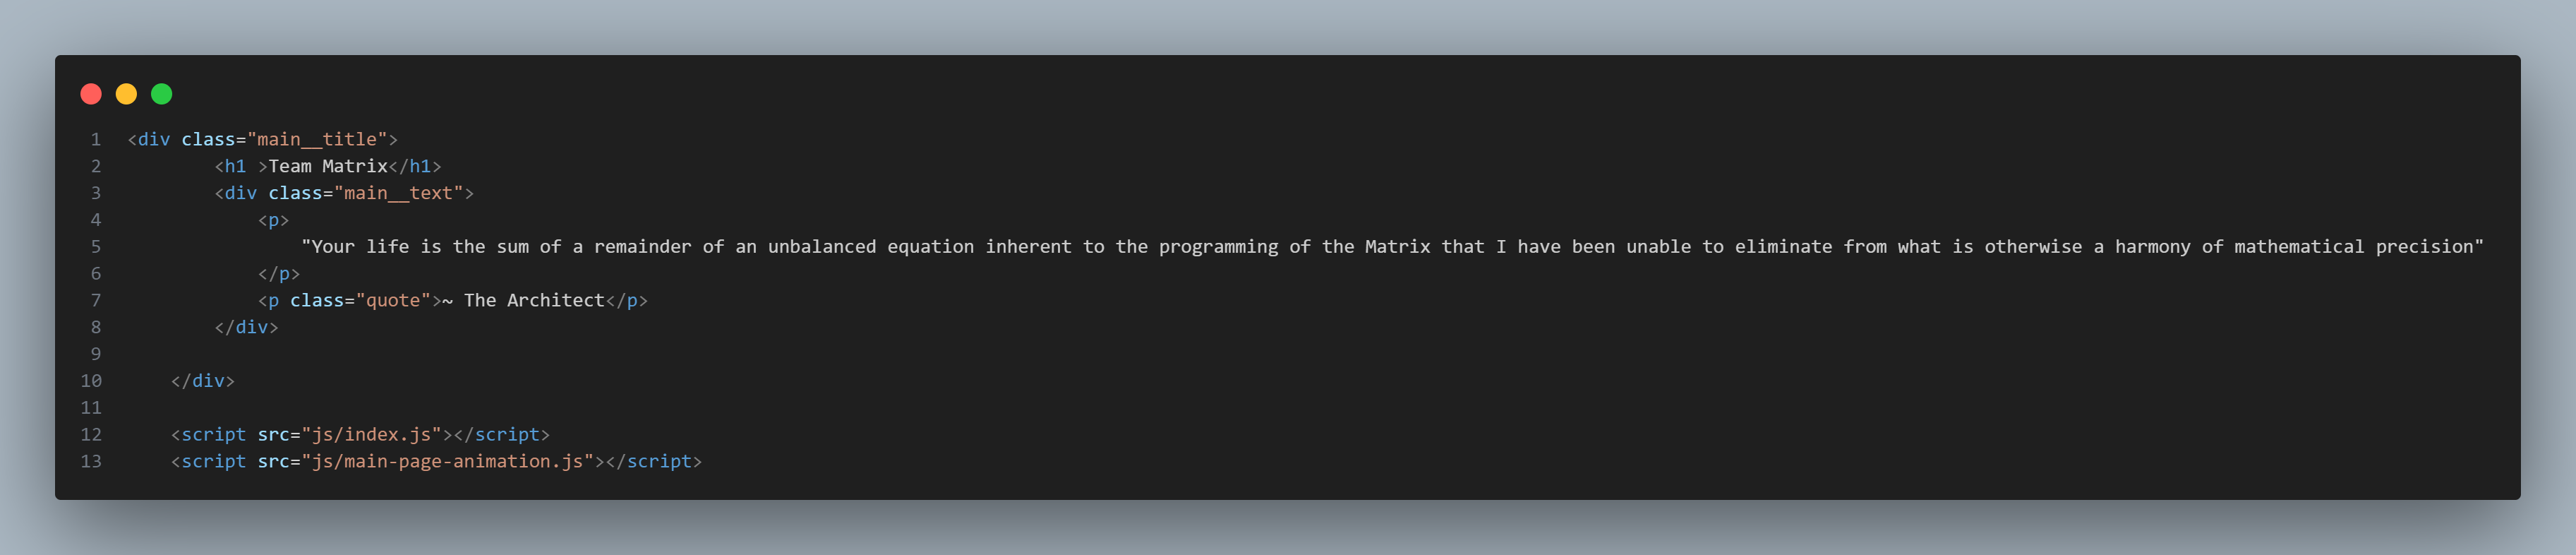 1 <div class="main__title">
2         <h1 >Team Matrix</h1>
3         <div class="main__text">
4             <p>
5                 "Your life is the sum of a remainder of an unbalanced equation inherent to the programming of the Matrix that I have been unable to eliminate from what is otherwise a harmony of mathematical precision"
6             </p>
7             <p class="quote">~ The Architect</p>
8         </div>
9
10     </div>
11
12     <script src="js/index.js"></script>
13     <script src="js/main-page-animation.js"></script>